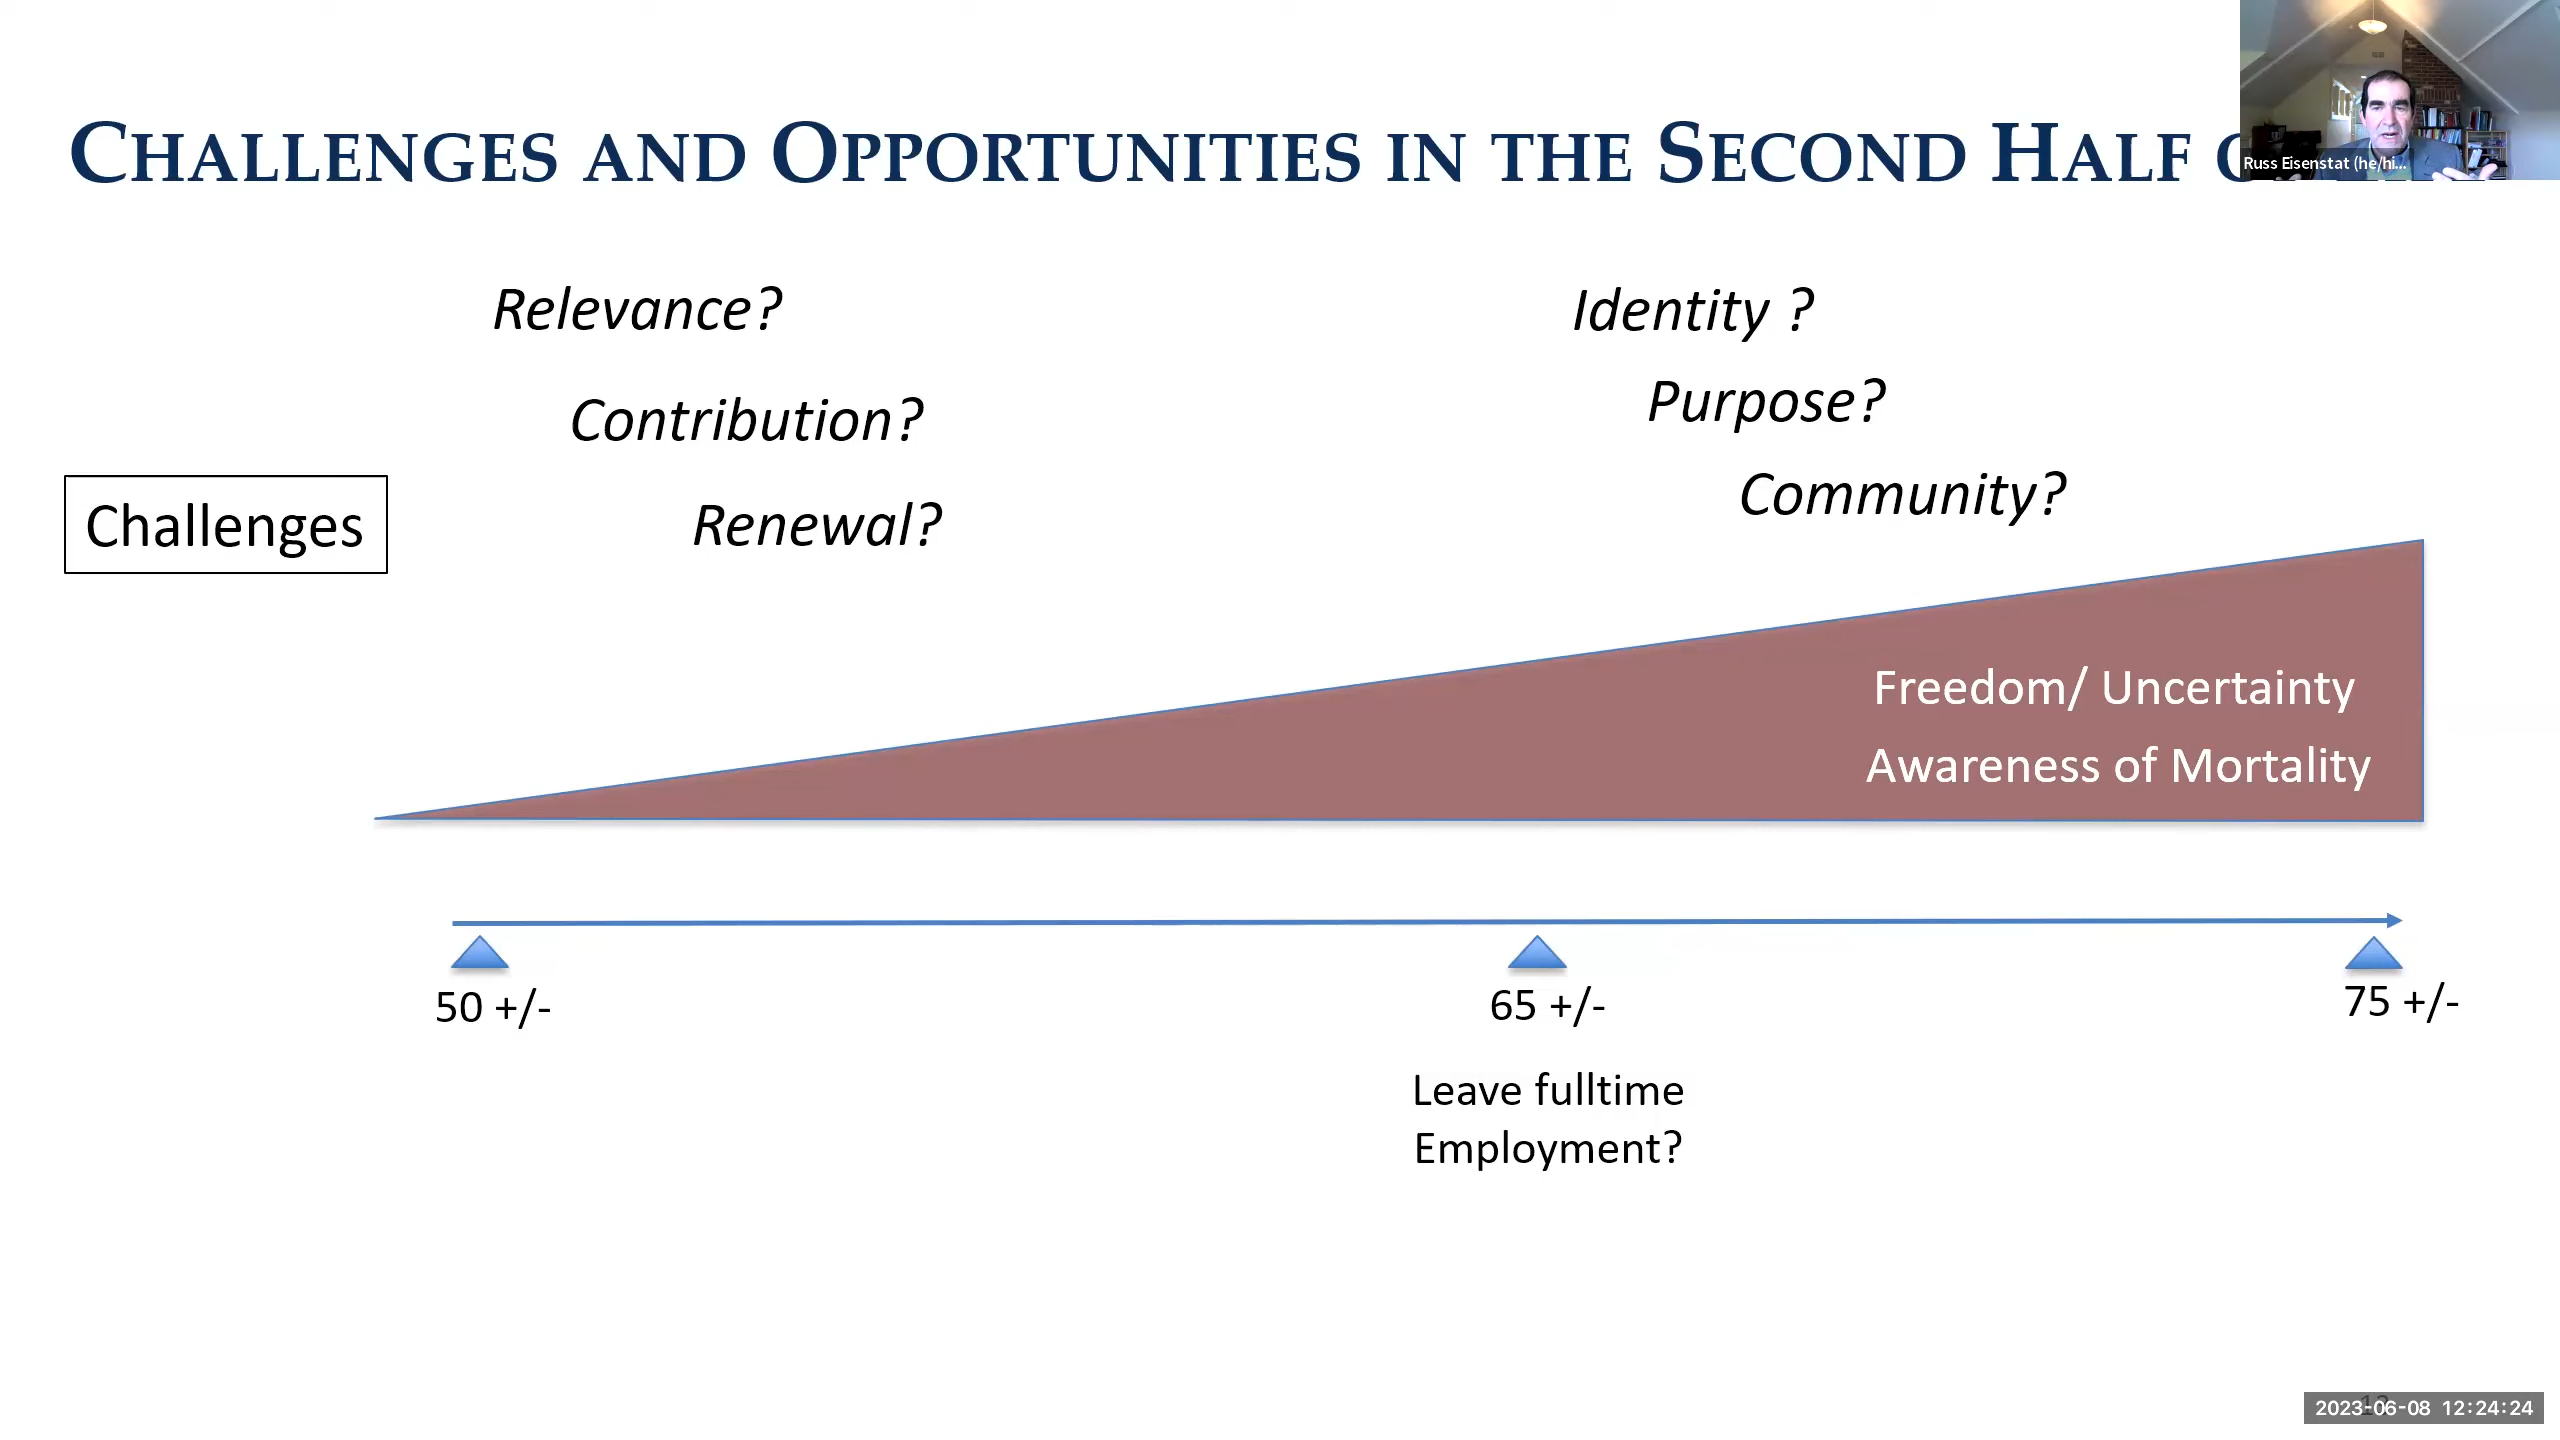 CHALLENGES AND OPPORTUNITIES IN THE SECOND HALF
Russ Eisenstat (he/hi...
Relevance?
Contribution?
Renewal?
Identity ?
Purpose?
Community?
Challenges
Freedom/ Uncertainty
Awareness of Mortality
50 +/-
65 +/-
75 +/-
Leave fulltime
Employment?
2023-06-08 12:24:24